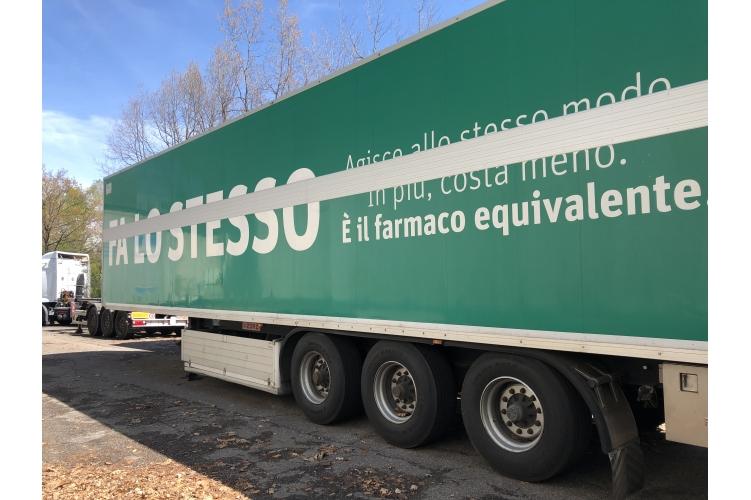 FA LO STESSO
Agisce allo stesso modo.
In più, costa meno.
È il farmaco equivalente.